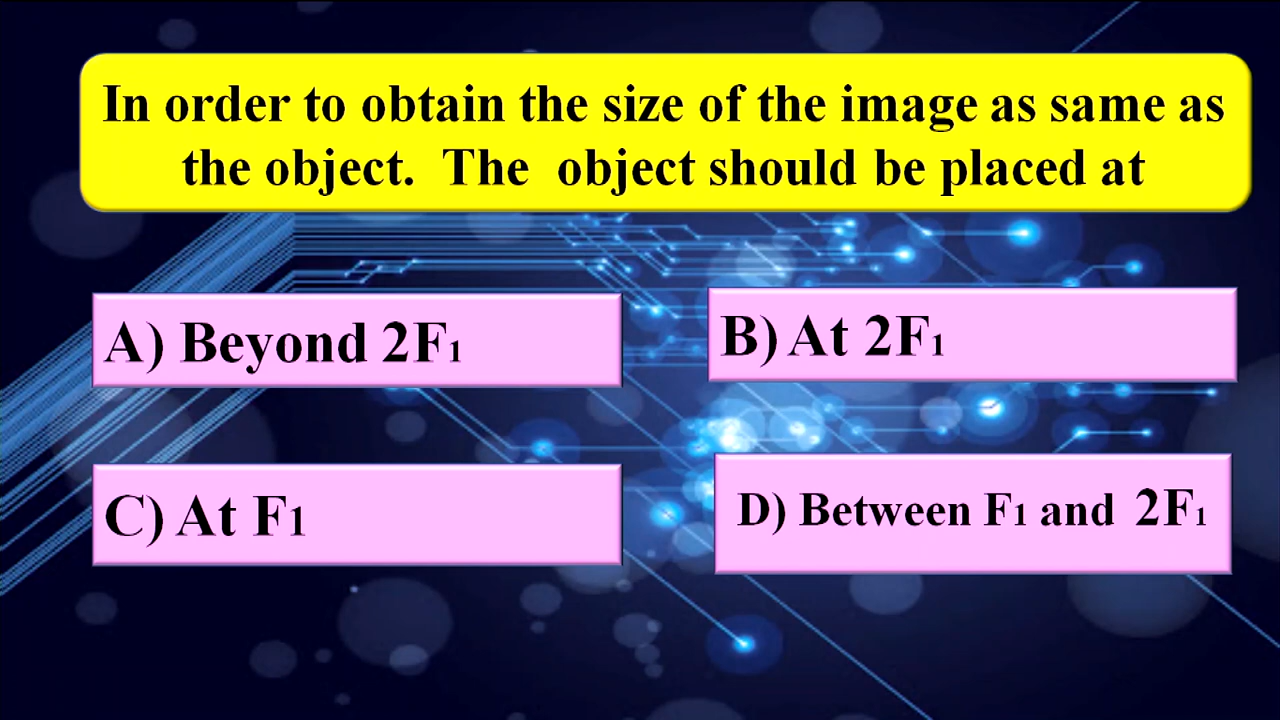 In order to obtain the size of the image as same as
the object. The object should be placed at
A) Beyond 2F₁
B) At 2F₁
C) At F₁
D) Between F₁ and 2F₁